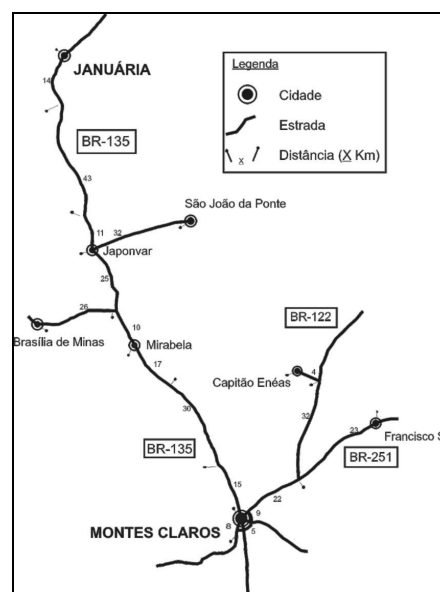 JANUÁRIA
Legenda
Cidade
Estrada
Distância (X Km)
X
14
BR-135
43
São João da Ponte
11
32
Japonvar
25
26
Brasília de Minas
10
Mirabela
17
BR-122
4
Capitão Enéas
30
32
23
Francisco S
BR-135
BR-251
15
22
9
MONTES CLAROS
8
5